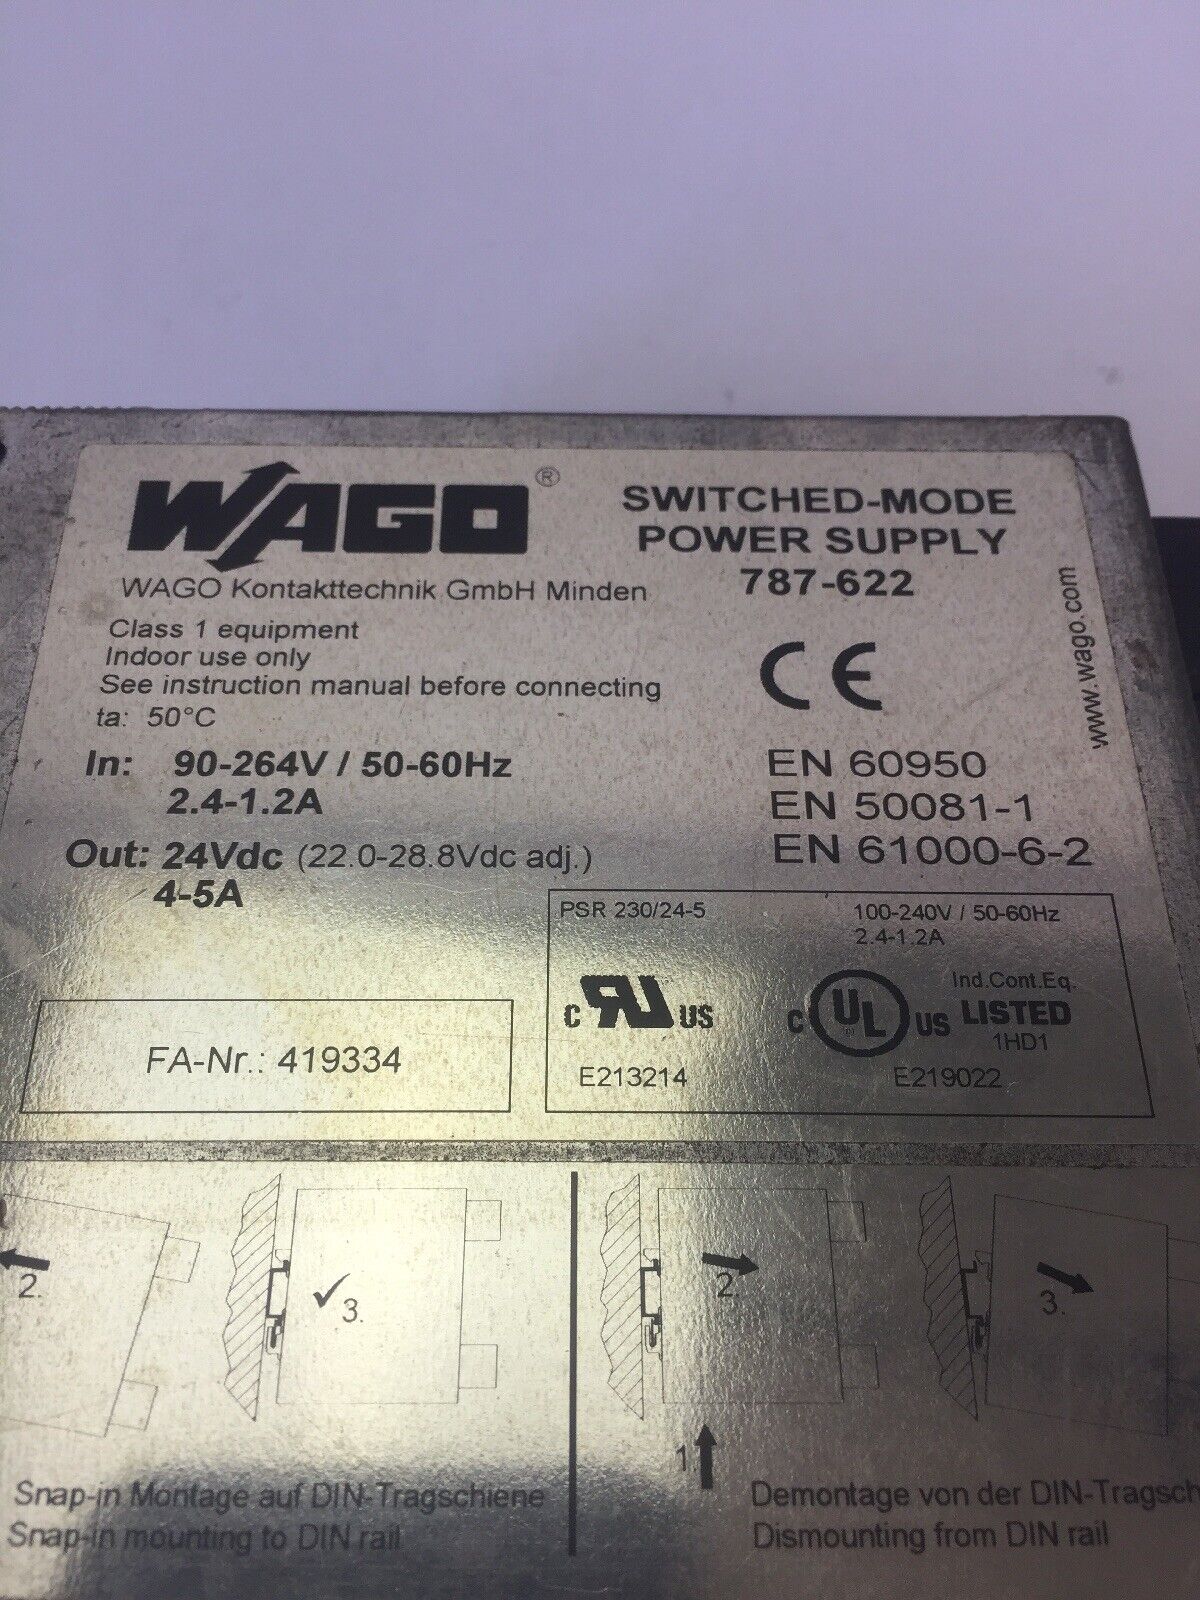 WAGO®
SWITCHED-MODE
POWER SUPPLY
787-622
WAGO Kontakttechnik GmbH Minden
Class 1 equipment
Indoor use only
See instruction manual before connecting
ta: 50°C
In: 90-264V / 50-60Hz
2.4-1.2A
Out: 24Vdc (22.0-28.8Vdc adj.)
4-5A
CE
www.wago.com
EN 60950
EN 50081-1
EN 61000-6-2
PSR 230/24-5
100-240V / 50-60Hz
2.4-1.2A
C RU US
E213214
C UL US
Ind.Cont.Eq.
LISTED
1HD1
E219022
FA-Nr.: 419334
2.
3.
1
2.
3.
Snap-in Montage auf DIN-Tragschiene
Snap-in mounting to DIN rail
Demontage von der DIN-Tragsch
Dismounting from DIN rail